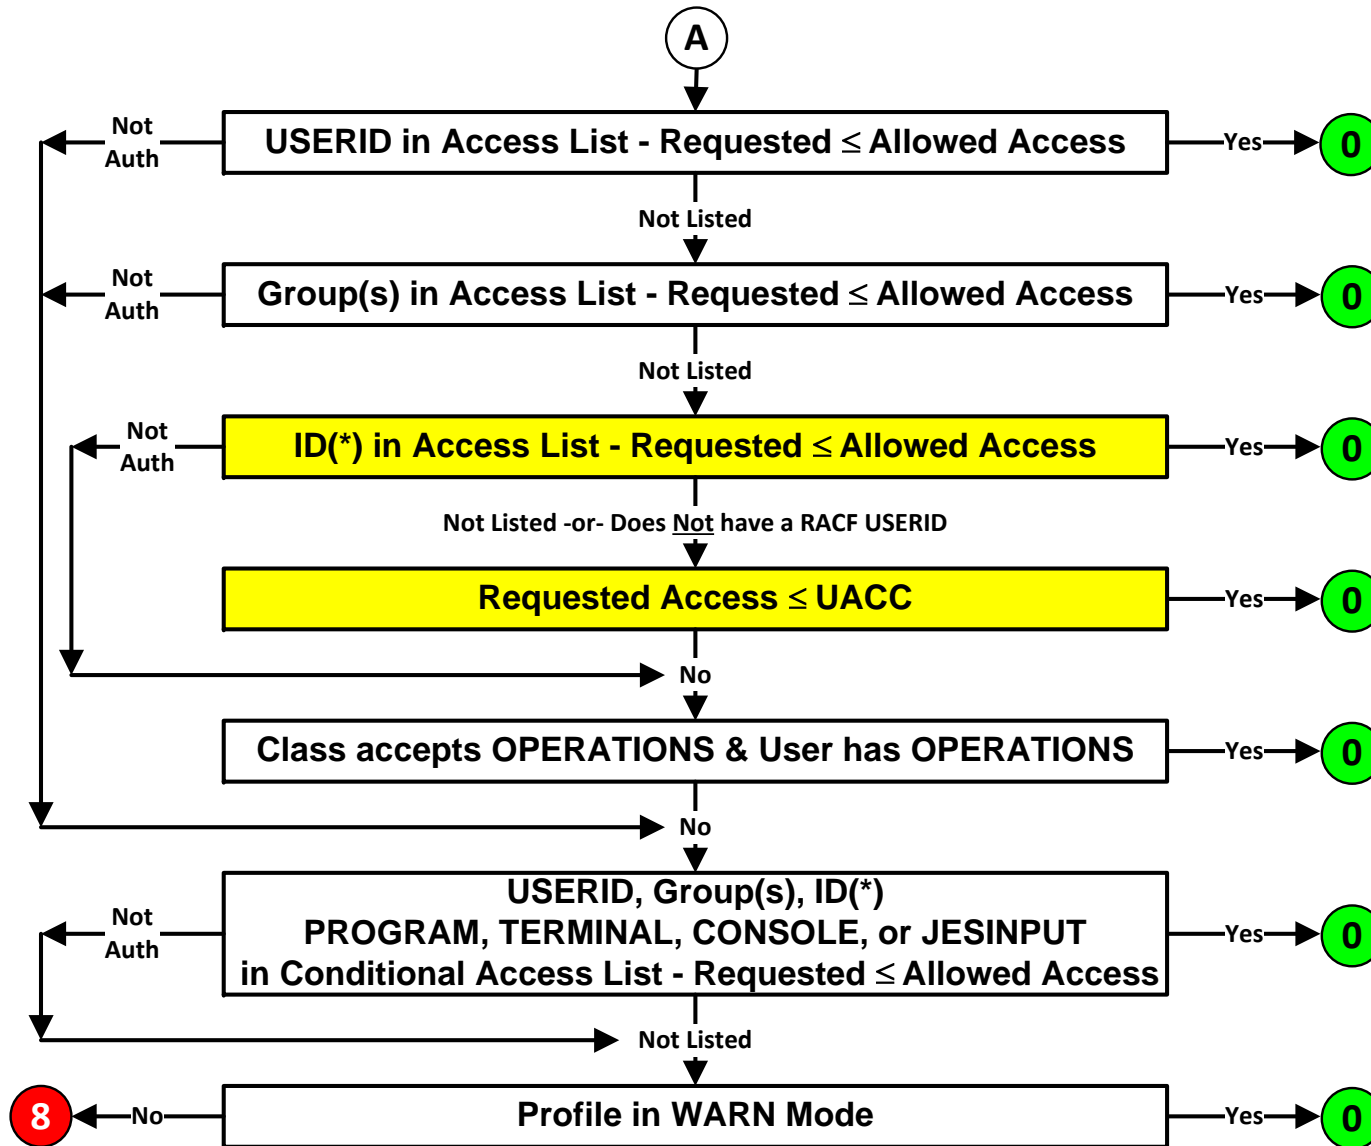 A
Not
Auth
USERID in Access List - Requested ≤ Allowed Access
Yes
0
Not Listed
Not
Auth
Group(s) in Access List - Requested ≤ Allowed Access
Yes
0
Not Listed
Not
Auth
ID(*) in Access List - Requested ≤ Allowed Access
Yes
0
Not Listed -or- Does Not have a RACF USERID
Requested Access ≤ UACC
Yes
0
No
Class accepts OPERATIONS & User has OPERATIONS
Yes
0
No
Not
Auth
USERID, Group(s), ID(*)
PROGRAM, TERMINAL, CONSOLE, or JESINPUT
in Conditional Access List - Requested ≤ Allowed Access
Yes
0
Not Listed
8
No
Profile in WARN Mode
Yes
0